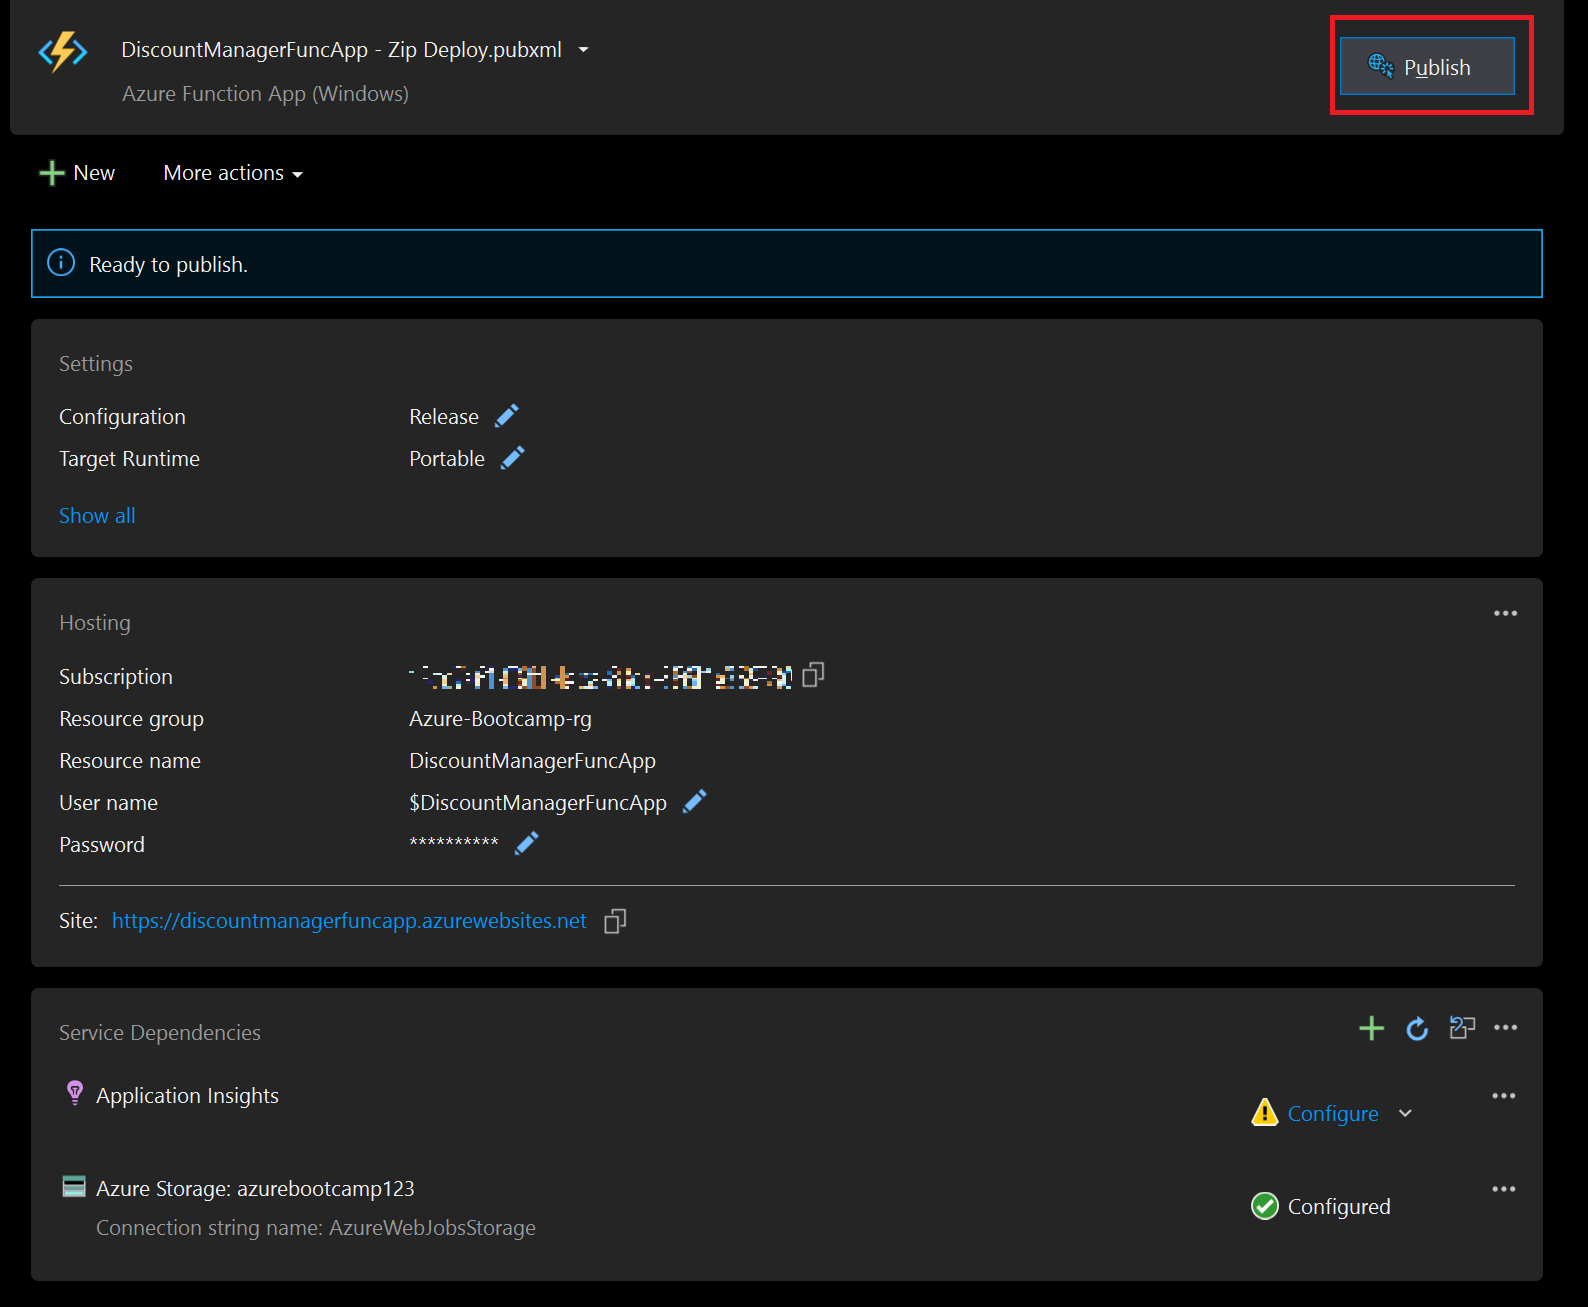 DiscountManagerFuncApp - Zip Deploy.pubxml
Azure Function App (Windows)
Publish
New
More actions
Ready to publish.
Settings
Configuration Release
Target Runtime Portable
Show all
Hosting
Subscription
Resource group Azure-Bootcamp-rg
Resource name DiscountManagerFuncApp
User name $DiscountManagerFuncApp
Password **********
Site: https://discountmanagerfuncapp.azurewebsites.net
Service Dependencies
Application Insights
Configure
Azure Storage: azurebootcamp123
Connection string name: AzureWebJobsStorage
Configured